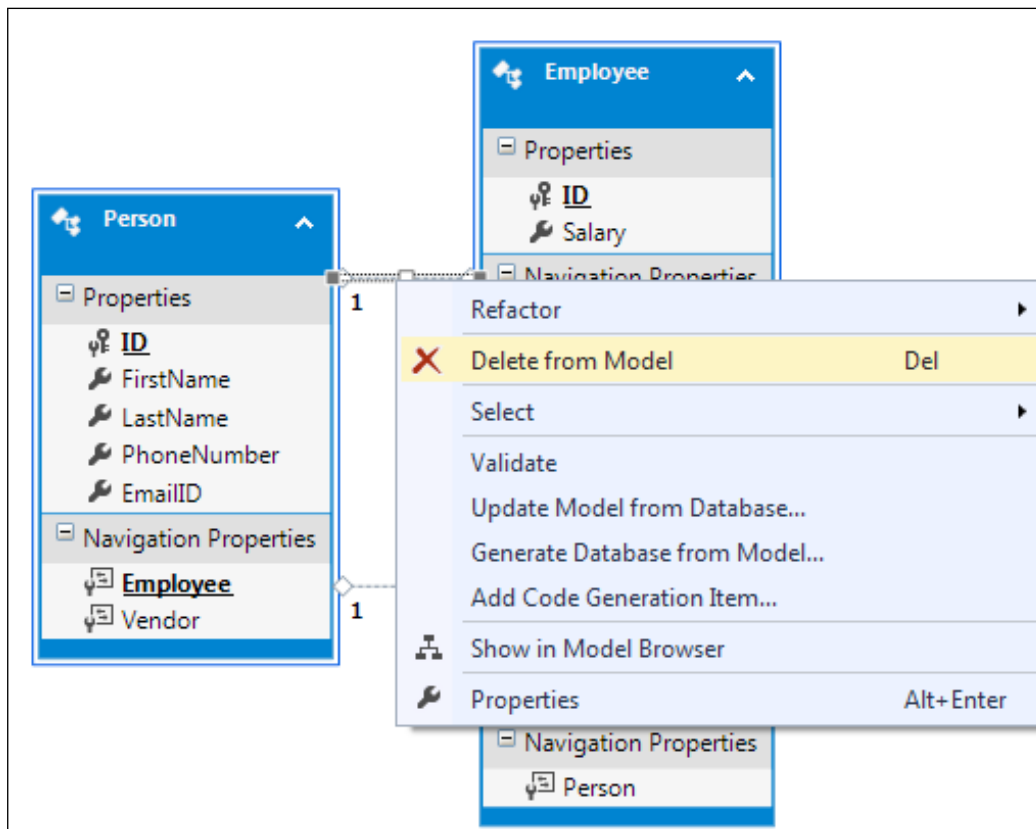 Employee
Properties
ID
Salary
Navigation Properties
Person
Properties
ID
FirstName
LastName
PhoneNumber
EmailID
Navigation Properties
Employee
Vendor
1
1
Refactor
Delete from Model Del
Select
Validate
Update Model from Database...
Generate Database from Model...
Add Code Generation Item...
Show in Model Browser
Properties Alt+Enter
Navigation Properties
Person